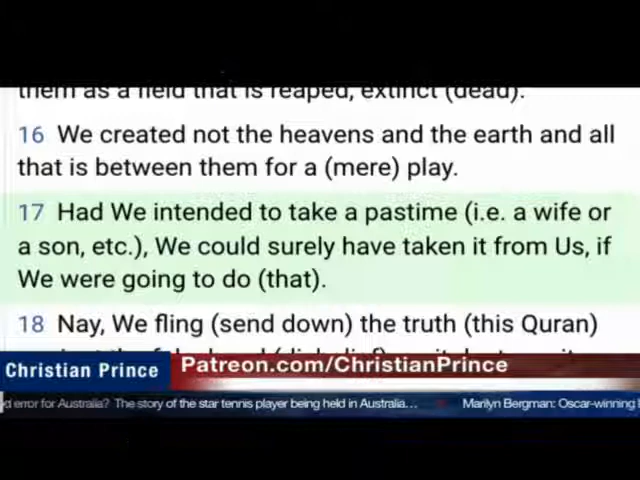 them as a field that is reaped, extinct (dead).
16 We created not the heavens and the earth and all
that is between them for a (mere) play.
17 Had We intended to take a pastime (i.e. a wife or
a son, etc.), We could surely have taken it from Us, if
We were going to do (that).
18 Nay, We fling (send down) the truth (this Quran)
Christian Prince
Patreon.com/ChristianPrince
d error for Australia? The story of the star tennis player being held in Australia...
Marilyn Bergman: Oscar-winning